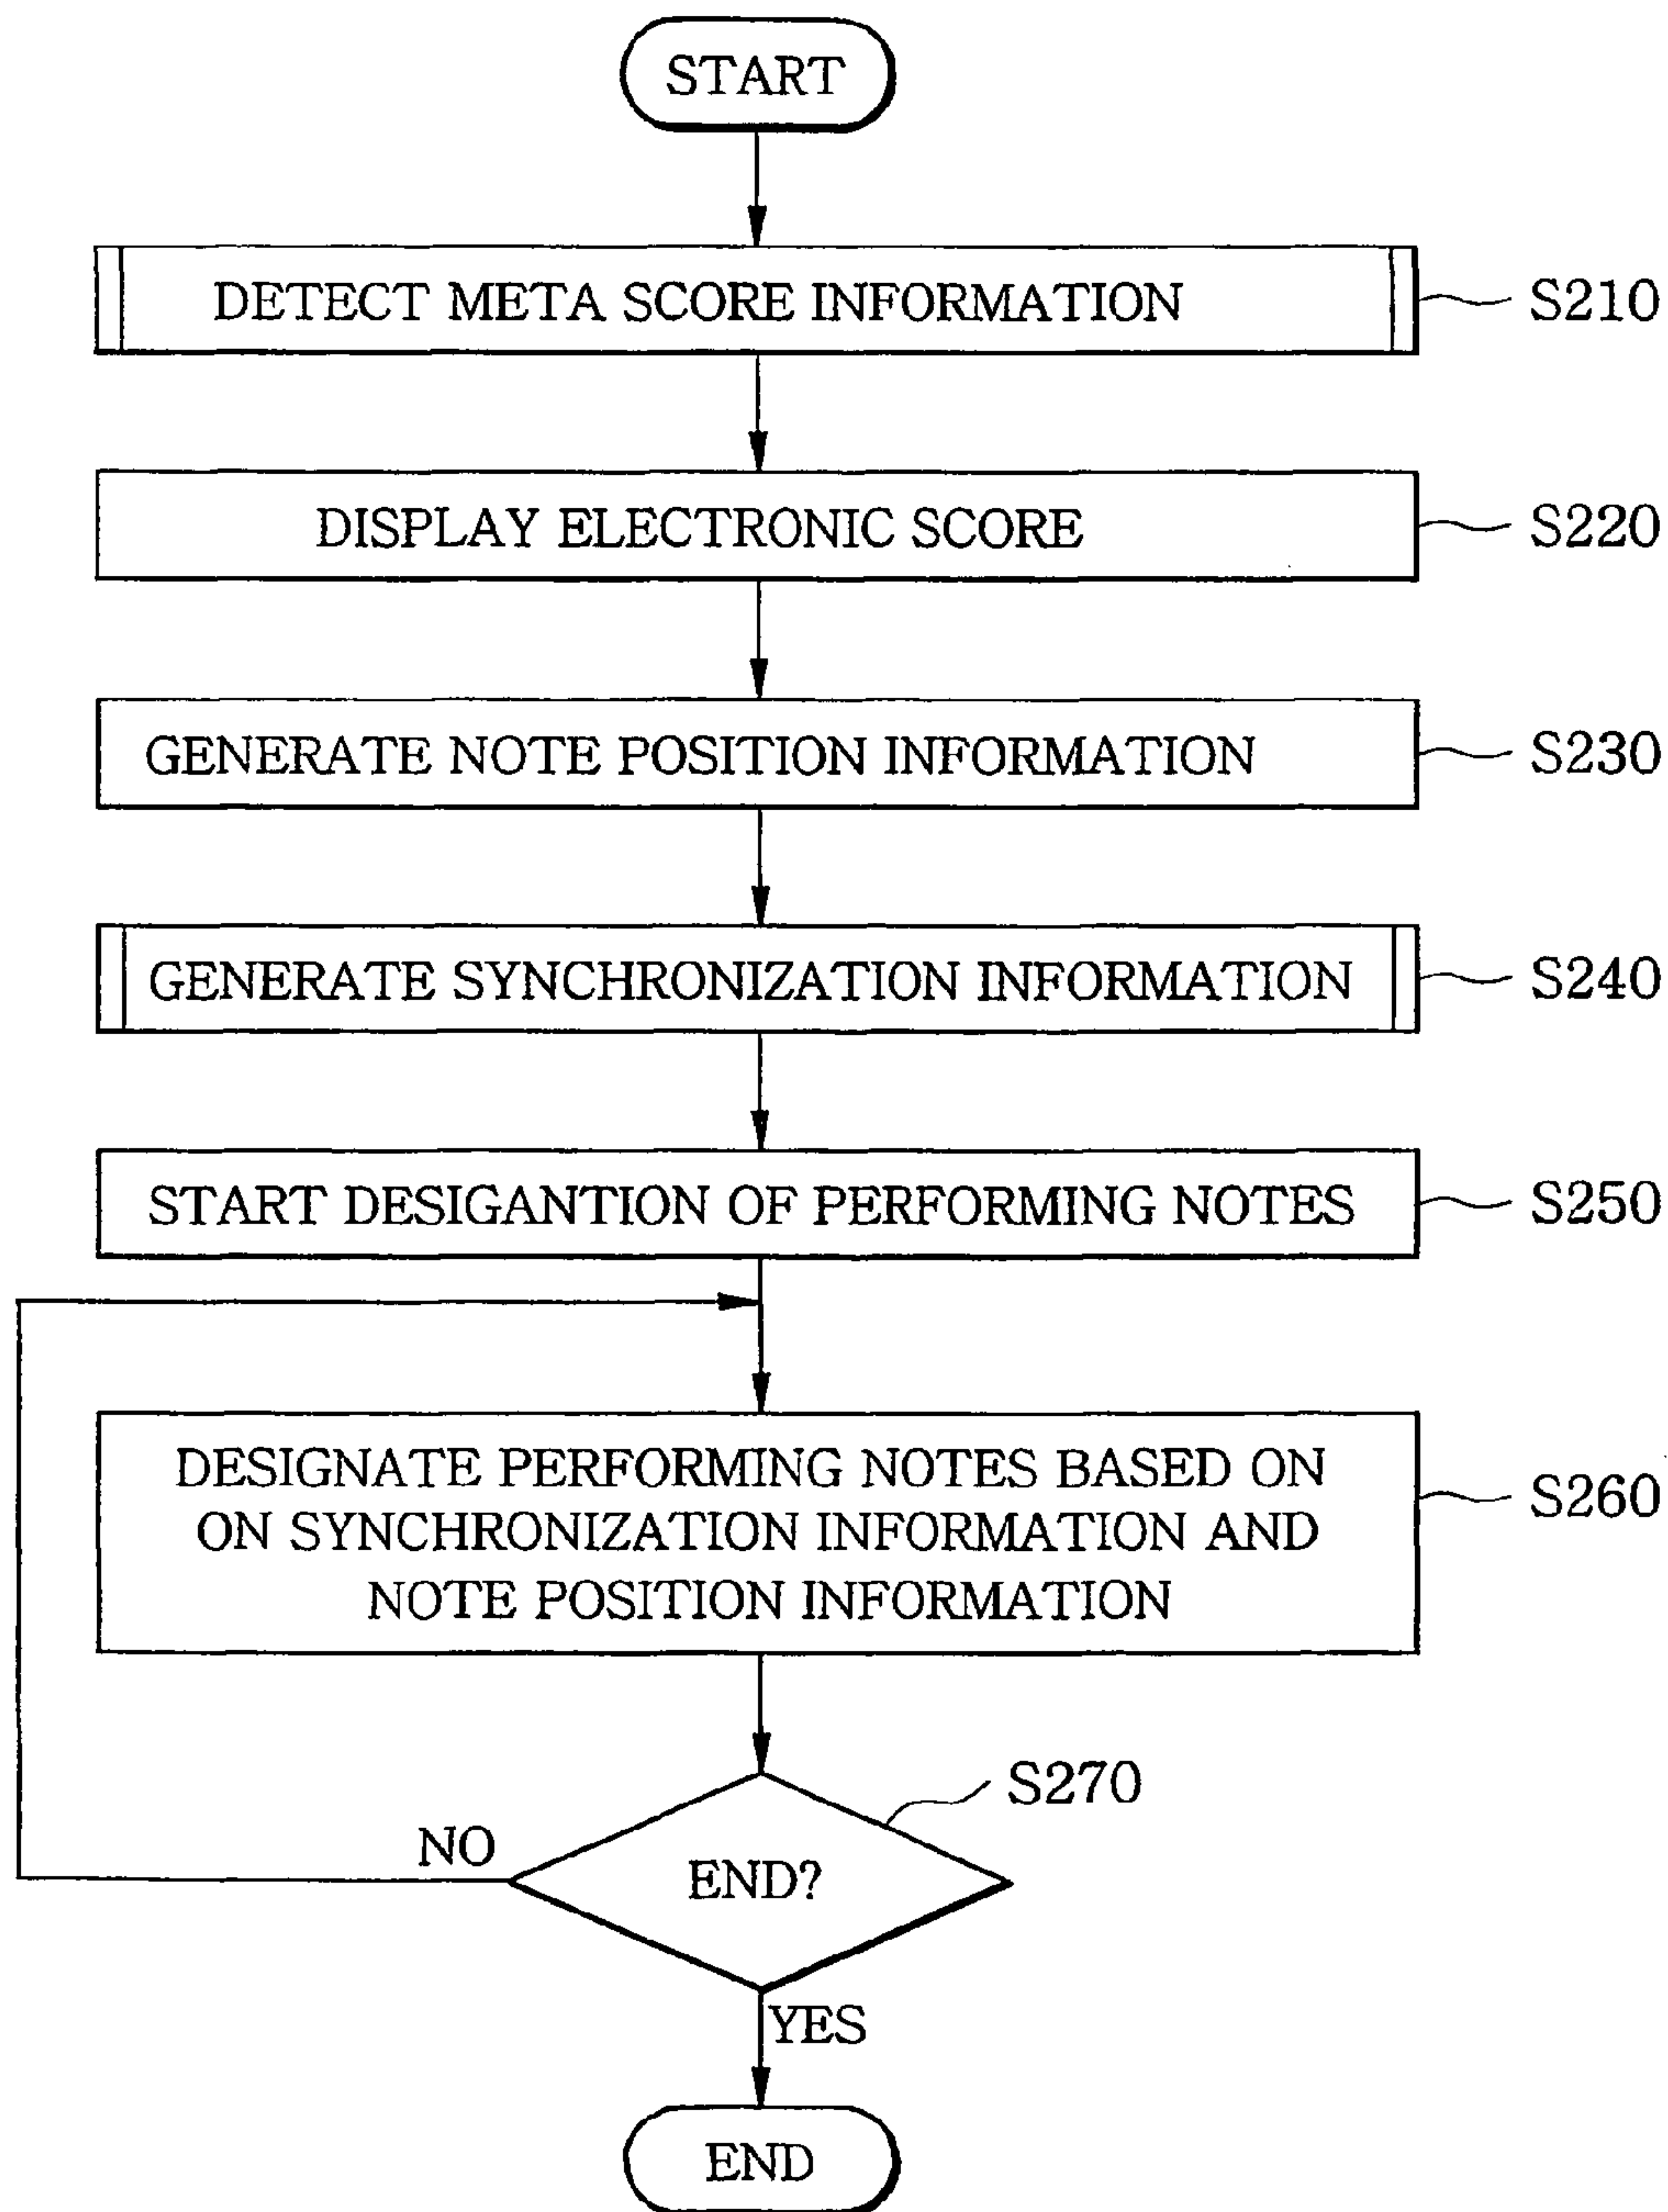 START
DETECT META SCORE INFORMATION
S210
DISPLAY ELECTRONIC SCORE
S220
GENERATE NOTE POSITION INFORMATION
S230
GENERATE SYNCHRONIZATION INFORMATION
S240
START DESIGANTION OF PERFORMING NOTES
S250
DESIGNATE PERFORMING NOTES BASED ON
ON SYNCHRONIZATION INFORMATION AND
NOTE POSITION INFORMATION
S260
S270
NO
END?
YES
END